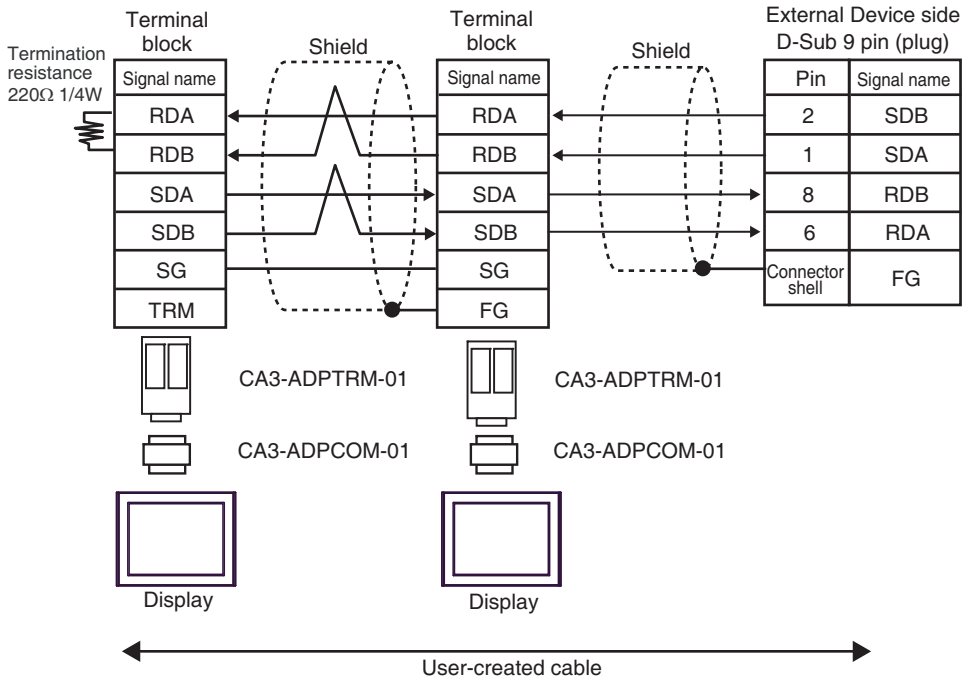 Terminal
block
Terminal
block
External Device side
D-Sub 9 pin (plug)
Termination
resistance
220Ω 1/4W
Shield
Shield
Signal name
RDA
RDB
SDA
SDB
SG
TRM
Signal name
RDA
RDB
SDA
SDB
SG
FG
Pin Signal name
2 SDB
1 SDA
8 RDB
6 RDA
Connector
shell FG
CA3-ADPTRM-01
CA3-ADPTRM-01
CA3-ADPCOM-01
CA3-ADPCOM-01
Display
Display
User-created cable